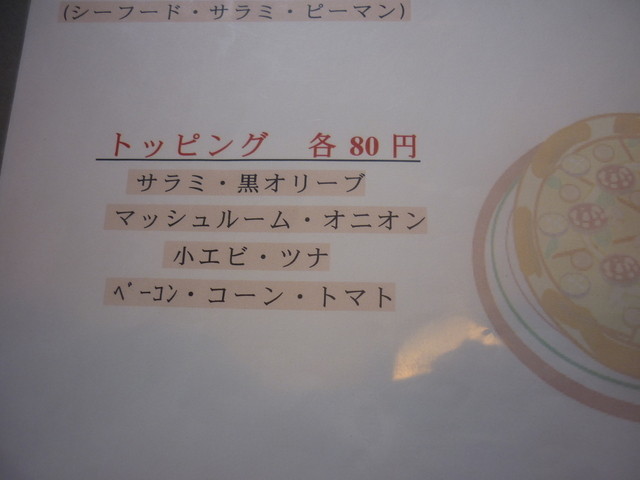 (シーフード・サラミ・ピーマン)
トッピング 各 80 円
サラミ・黒オリーブ
マッシュルーム・オニオン
小エビ・ツナ
ﾍﾞｰｺﾝ・コーン・トマト